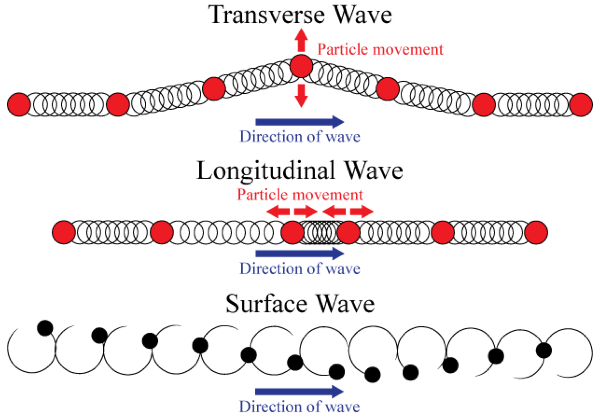 Transverse Wave
Particle movement
Direction of wave
Longitudinal Wave
Particle movement
Direction of wave
Surface Wave
Direction of wave